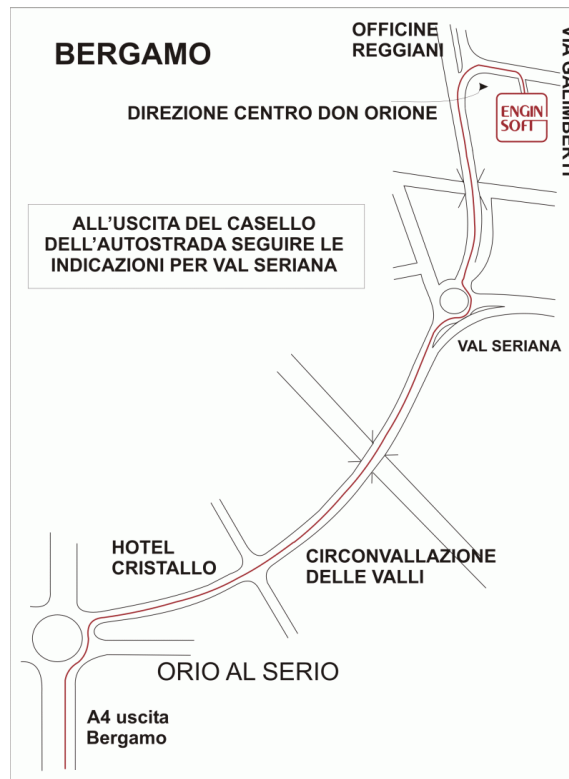 OFFICINE
REGGIANI
BERGAMO
VIA GALIMBERTI
DIREZIONE CENTRO DON ORIONE
ENGIN
SOFT
ALL'USCITA DEL CASELLO
DELL'AUTOSTRADA SEGUIRE LE
INDICAZIONI PER VAL SERIANA
VAL SERIANA
HOTEL
CRISTALLO
CIRCONVALLAZIONE
DELLE VALLI
ORIO AL SERIO
A4 uscita
Bergamo